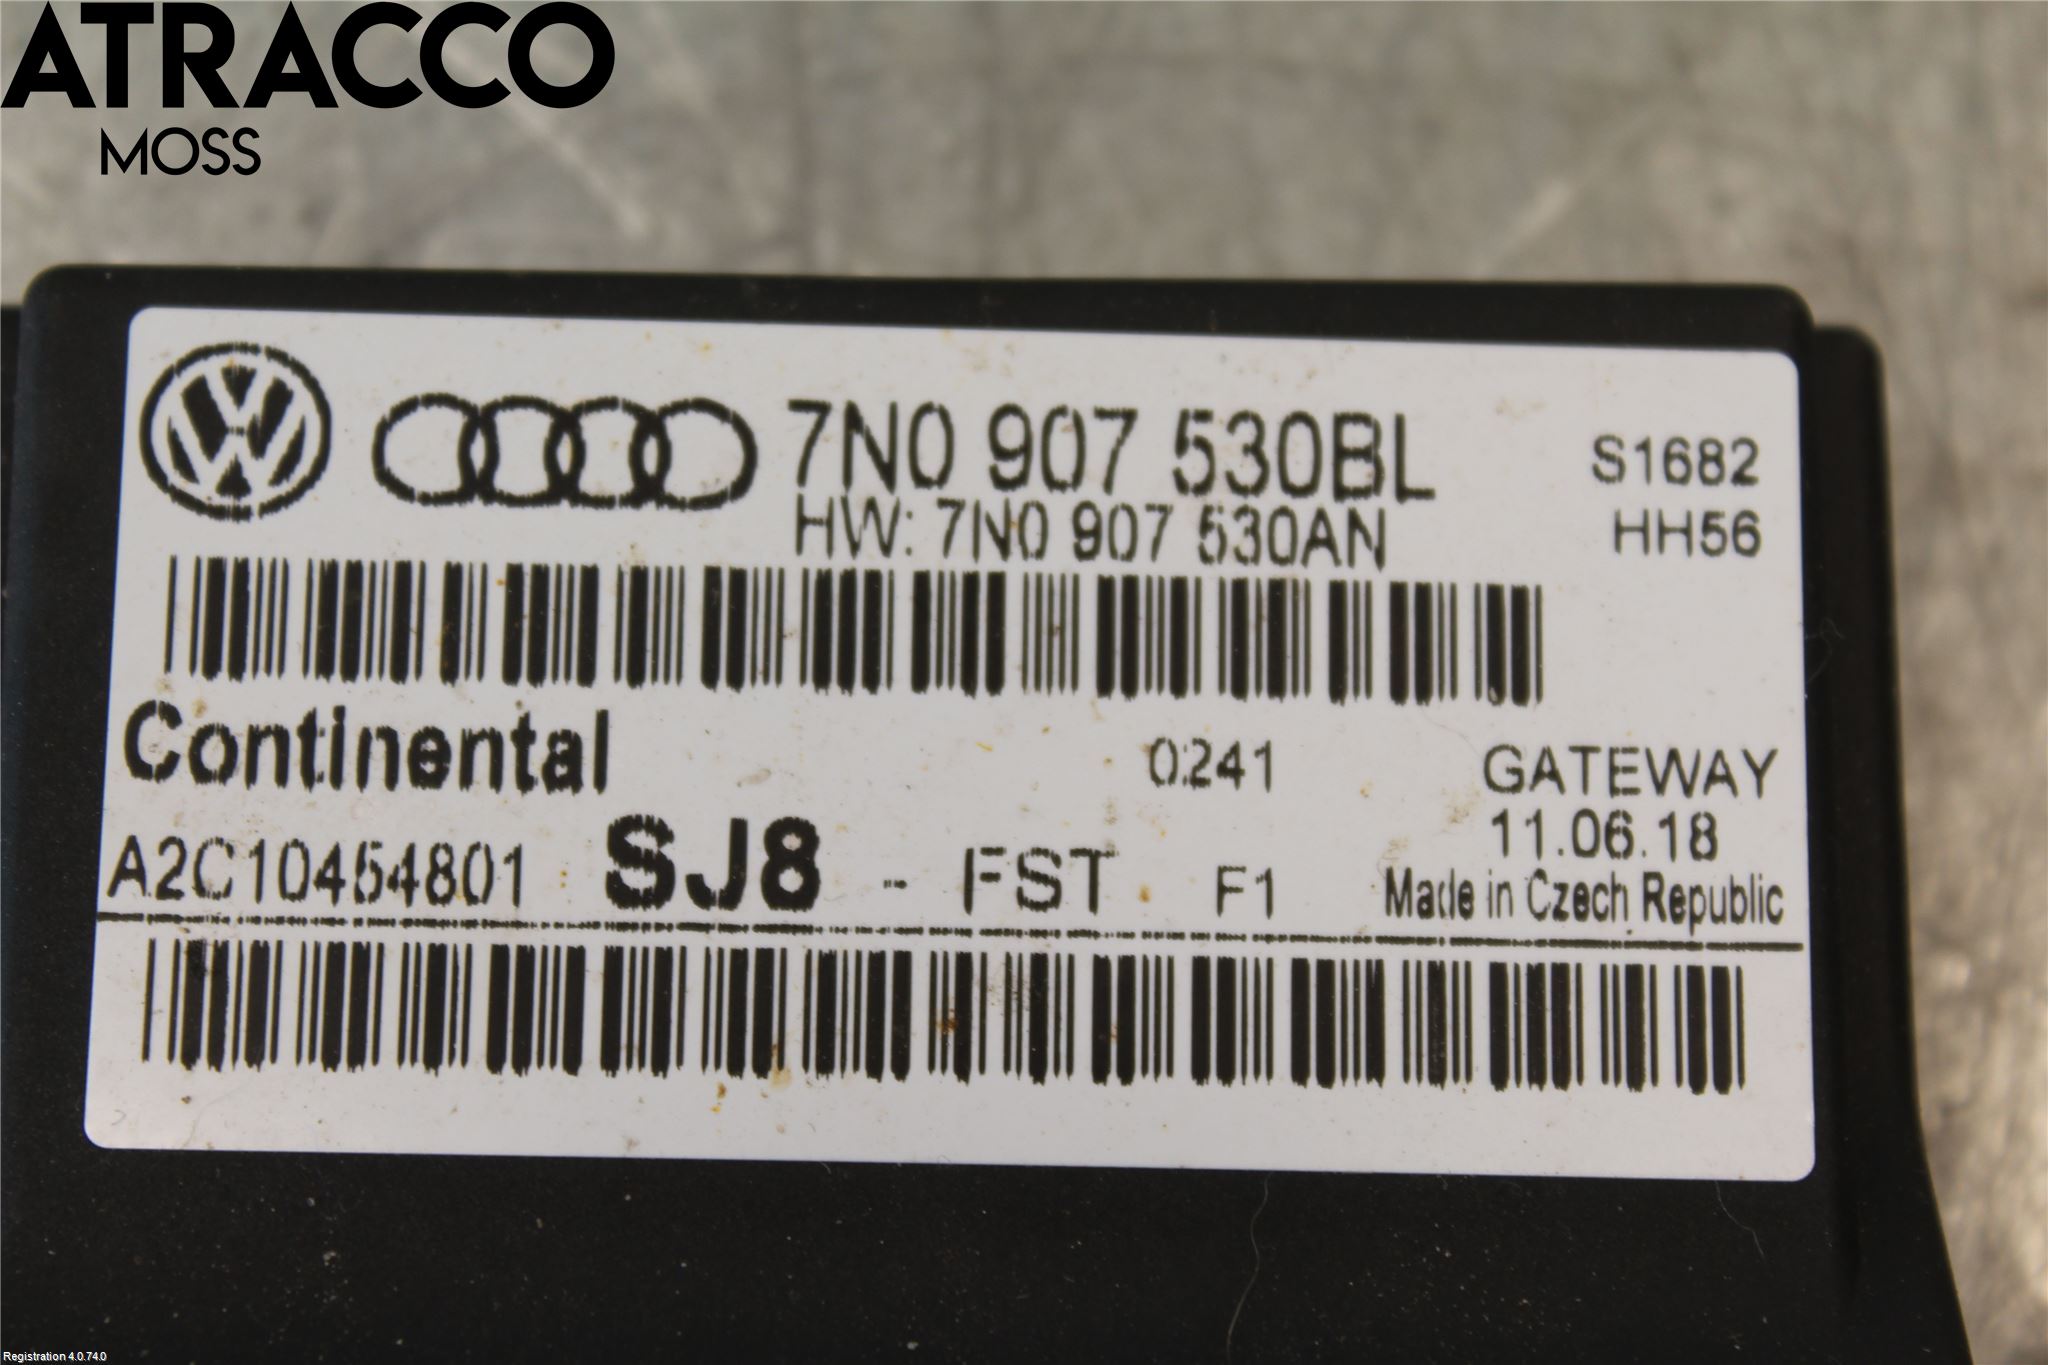 ATRACCO
MOSS
7N0 907 530BL S1682
HW: 7N0 907 530AN HH56
Continental 0241 GATEWAY
11.06.18
A2C10454801 SJ8 - FST F1 Made in Czech Republic
Registration 4.0.74.0